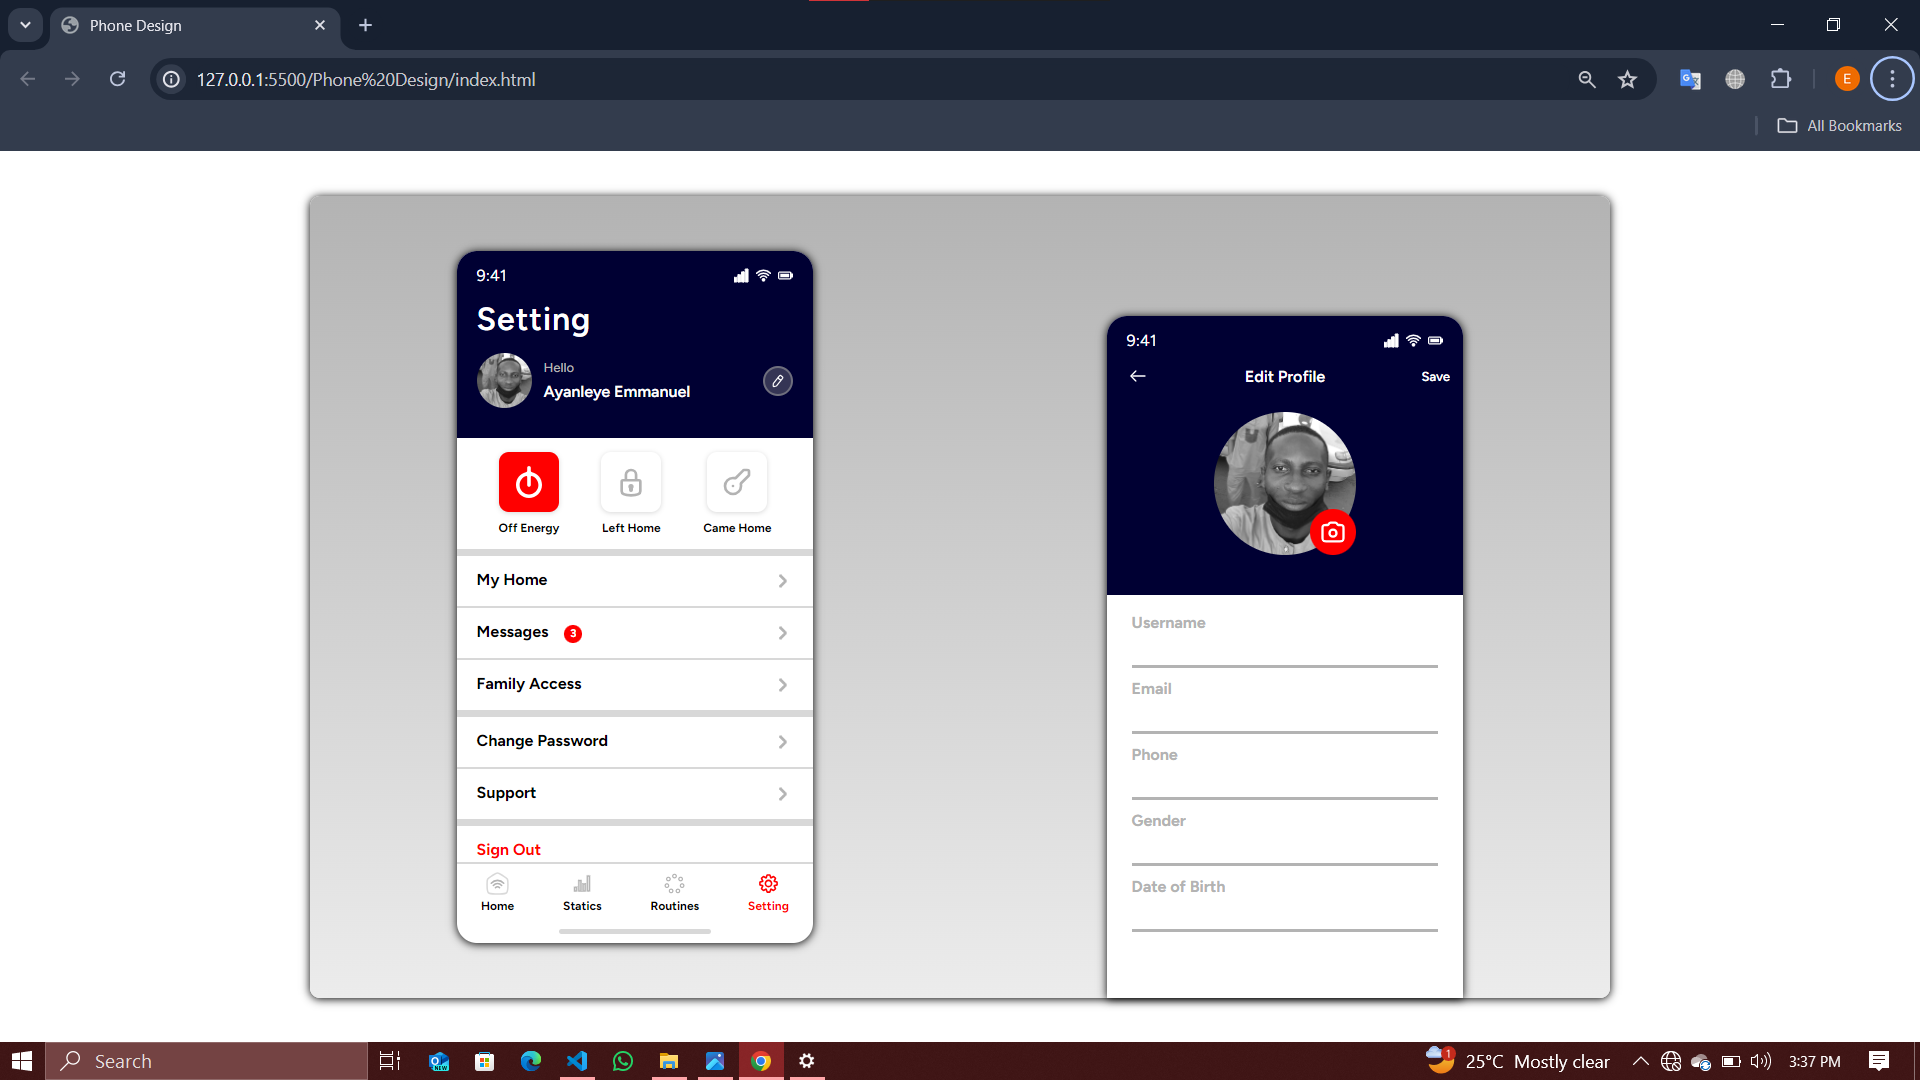 Phone Design
127.0.0.1:5500/Phone%20Design/index.html
E
All Bookmarks
9:41
Setting
Hello
Ayanleye Emmanuel
Off Energy
Left Home
Came Home
My Home
Messages 3
Family Access
Change Password
Support
Sign Out
Home
Statics
Routines
Setting
9:41
Edit Profile
Save
Username
Email
Phone
Gender
Date of Birth
Search
NEW
1
25°C Mostly clear
3:37 PM